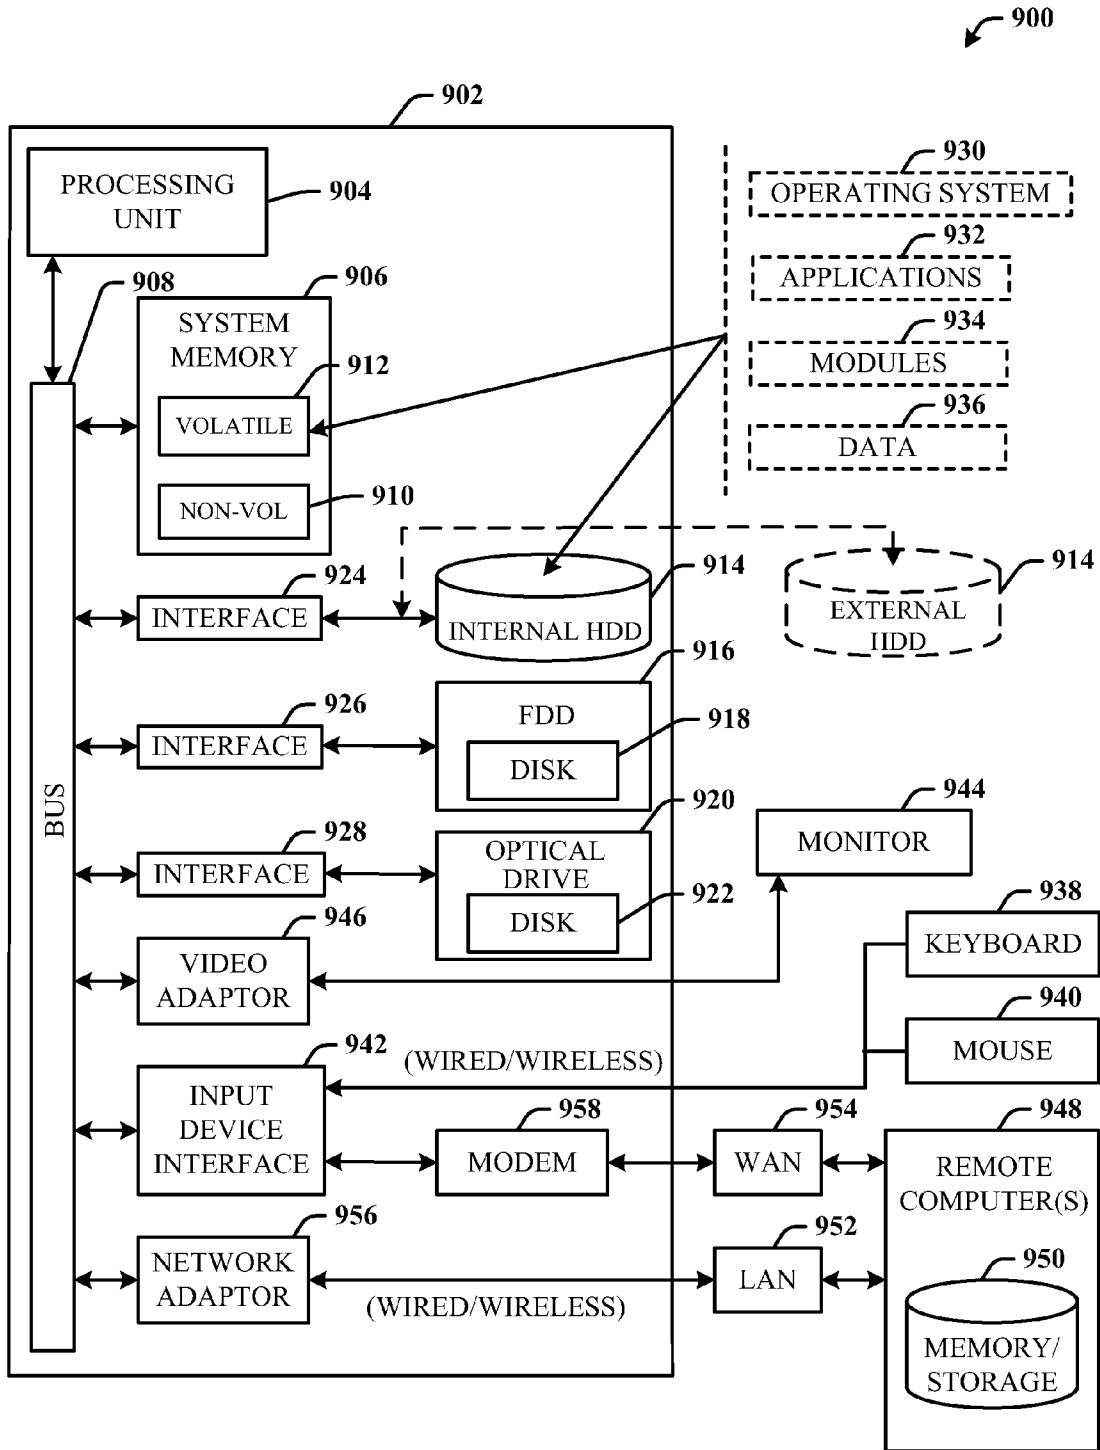 900
902
PROCESSING
UNIT
904
930
OPERATING SYSTEM
932
APPLICATIONS
934
MODULES
936
DATA
908
906
SYSTEM
MEMORY
912
VOLATILE
910
NON-VOL
924
INTERFACE
914
INTERNAL HDD
914
EXTERNAL
HDD
916
FDD
926
INTERFACE
918
DISK
920
OPTICAL
DRIVE
928
INTERFACE
922
DISK
BUS
944
MONITOR
946
VIDEO
ADAPTOR
938
KEYBOARD
940
MOUSE
942
INPUT
DEVICE
INTERFACE
(WIRED/WIRELESS)
958
MODEM
954
WAN
948
REMOTE
COMPUTER(S)
956
NETWORK
ADAPTOR
(WIRED/WIRELESS)
952
LAN
950
MEMORY/
STORAGE